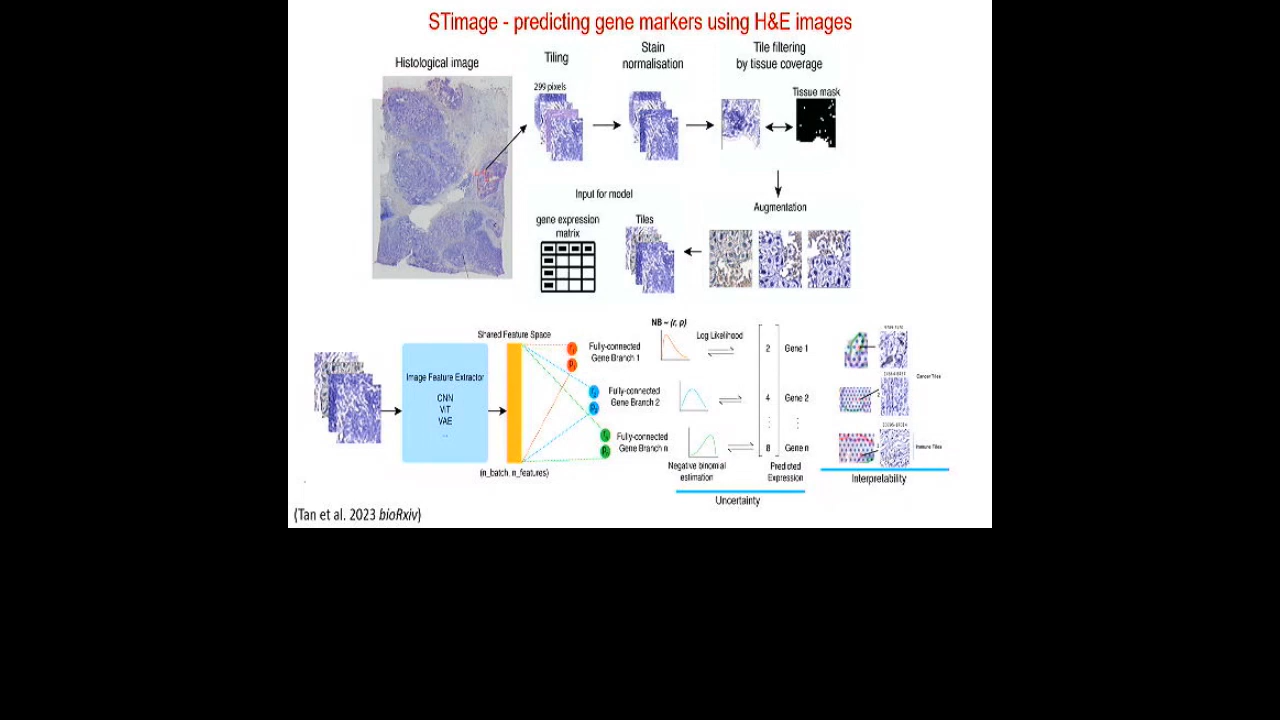 STimage - predicting gene markers using H&E images
Histological image
Tiling
299 pixels
Stain
normalisation
Tile filtering
by tissue coverage
Tissue mask
Augmentation
Input for model
gene expression
matrix
Tiles
Image Feature Extractor
CNN
ViT
VAE
...
Shared Feature Space
(n_batch, n_features)
Fully-connected
Gene Branch 1
Fully-connected
Gene Branch 2
Fully-connected
Gene Branch n
NB ~ (r, p)
Negative binomial
estimation
Log Likelihood
2 Gene 1
4 Gene 2
8 Gene n
Predicted
Expression
Uncertainty
Cancer Tiles
Immune Tiles
Interpretability
(Tan et al. 2023 bioRxiv)